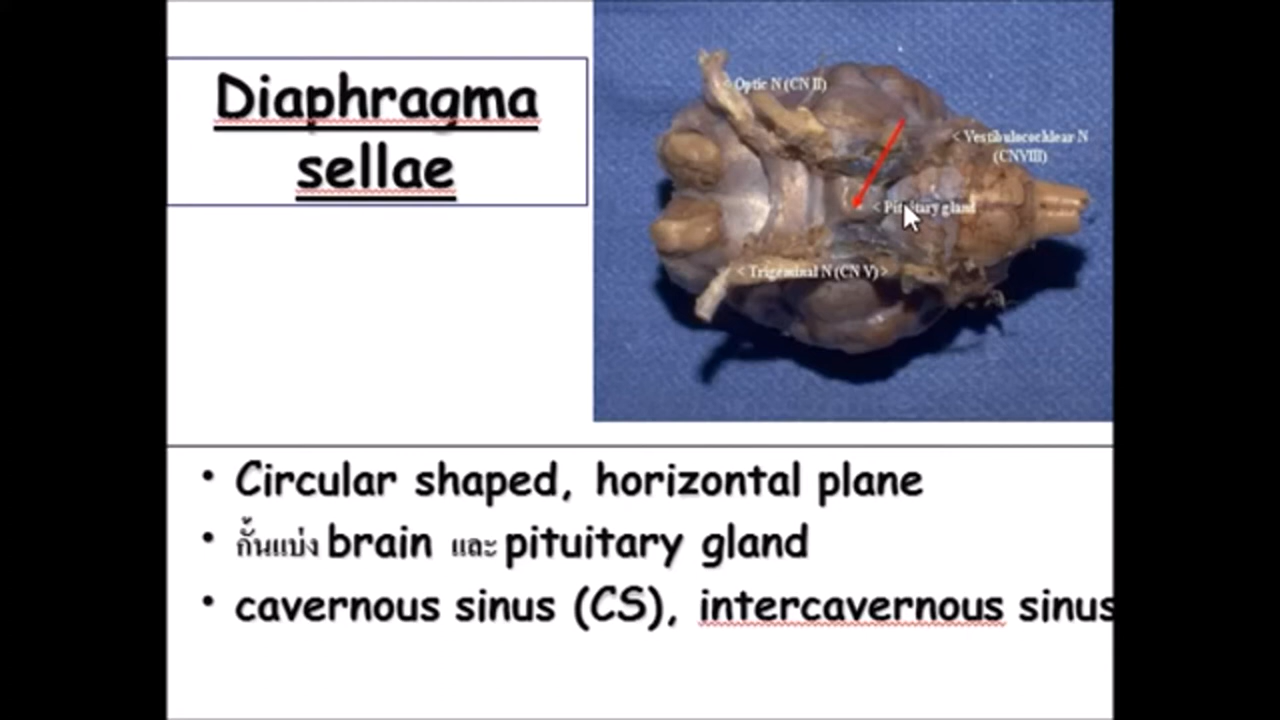 Diaphragma
sellae
< Optic N (CN II)
< Vestibulocochlear N
(CNVIII)
< Pituitary gland
< Trigeminal N (CN V) >
• Circular shaped, horizontal plane
• กั้นแบ่ง brain และ pituitary gland
• cavernous sinus (CS), intercavernous sinus